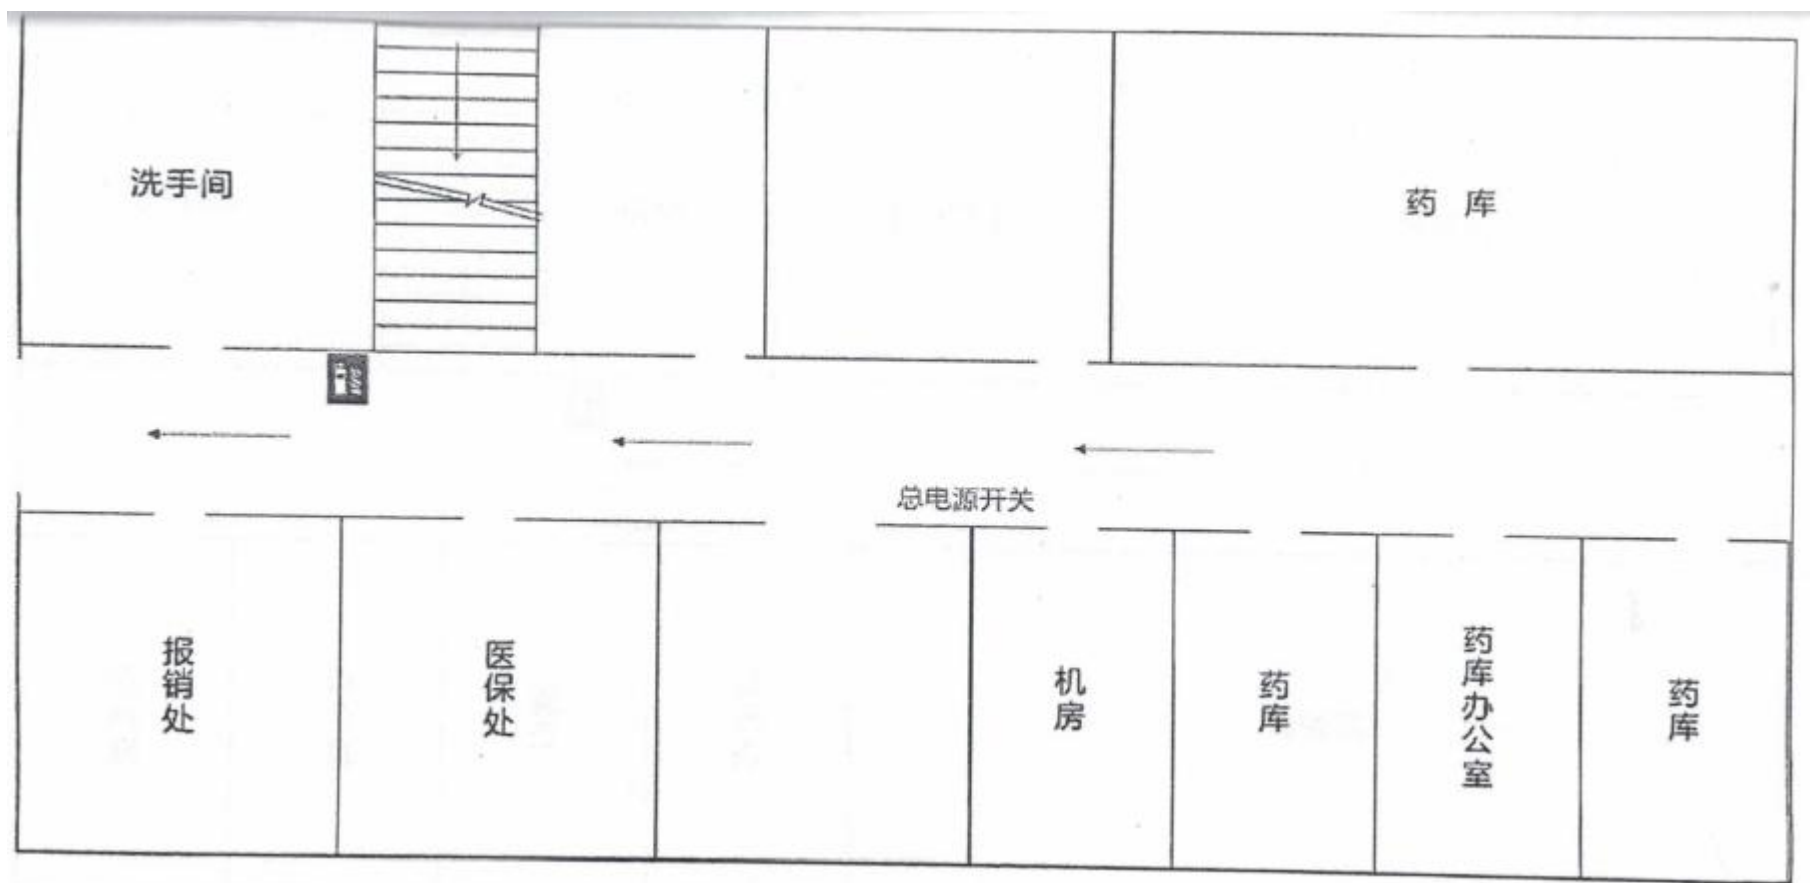 洗手间
药 库
总电源开关
报销处
医保处
机房
药库
药库办公室
药库